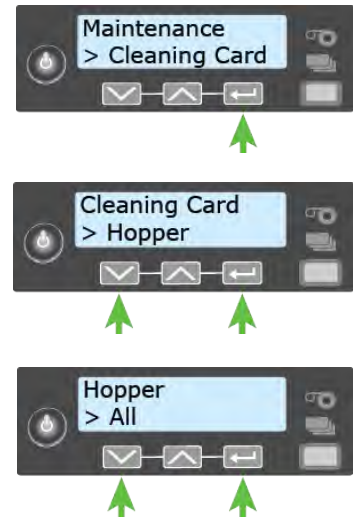 Maintenance
> Cleaning Card
Cleaning Card
> Hopper
Hopper
> All